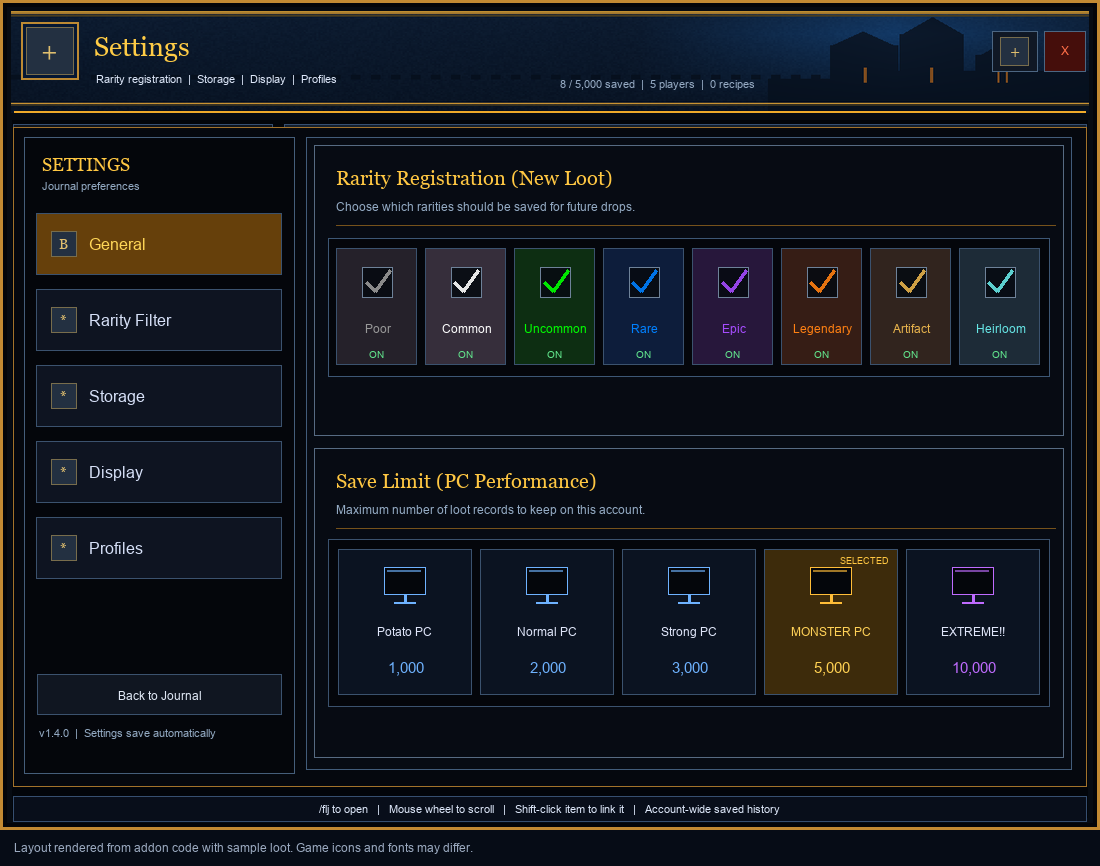 +
Settings
Rarity registration | Storage | Display | Profiles
8 / 5,000 saved | 5 players | 0 recipes
+
X
SETTINGS
Journal preferences
B General
* Rarity Filter
* Storage
* Display
* Profiles
Back to Journal
v1.4.0 | Settings save automatically
Rarity Registration (New Loot)
Choose which rarities should be saved for future drops.
Poor Common Uncommon Rare Epic Legendary Artifact Heirloom
ON ON ON ON ON ON ON ON
Save Limit (PC Performance)
Maximum number of loot records to keep on this account.
SELECTED
Potato PC Normal PC Strong PC MONSTER PC EXTREME!!
1,000 2,000 3,000 5,000 10,000
/flj to open | Mouse wheel to scroll | Shift-click item to link it | Account-wide saved history
Layout rendered from addon code with sample loot. Game icons and fonts may differ.